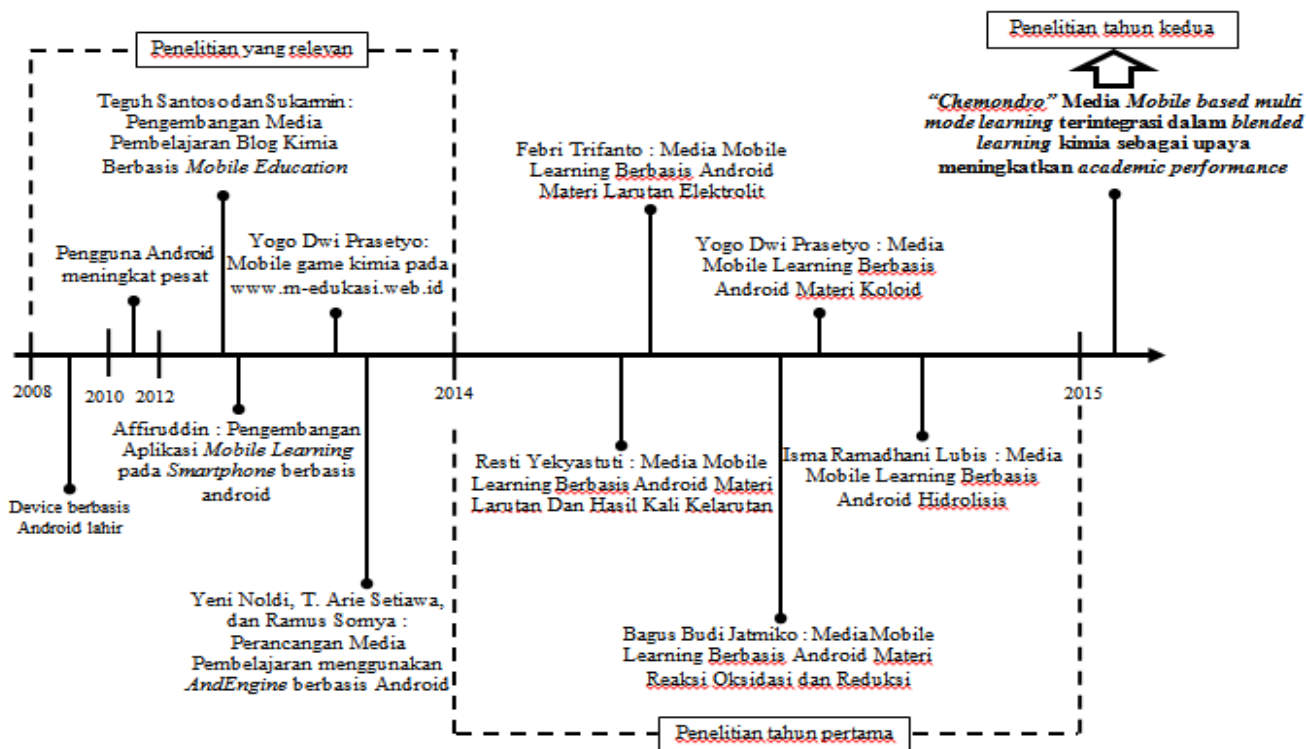 Penelitian yang relevan
Teguh Santoso dan Sukarmin :
Pengembangan Media
Pembelajaran Blog Kimia
Berbasis Mobile Education
Pengguna Android
meningkat pesat
Yogo Dwi Prasetyo:
Mobile game kimia pada
www.m-edukasi.web.id
Febri Trifanto : Media Mobile
Learning Berbasis Android
Materi Larutan Elektrolit
Yogo Dwi Prasetyo : Media
Mobile Learning Berbasis
Android Materi Koloid
Penelitian tahun kedua
“Chemondro” Media Mobile based multi
mode learning terintegrasi dalam blended
learning kimia sebagai upaya
meningkatkan academic performance
2008
2010
2012
2014
2015
Device berbasis
Android lahir
Affiruddin : Pengembangan
Aplikasi Mobile Learning
pada Smartphone berbasis
android
Yeni Noldi, T. Arie Setiawa,
dan Ramus Somya :
Perancangan Media
Pembelajaran menggunakan
AndEngine berbasis Android
Resti Yekyastuti : Media Mobile
Learning Berbasis Android Materi
Larutan Dan Hasil Kali Kelarutan
Bagus Budi Jatmiko : Media Mobile
Learning Berbasis Android Materi
Reaksi Oksidasi dan Reduksi
Isma Ramadhani Lubis : Media
Mobile Learning Berbasis
Android Hidrolisis
Penelitian tahun pertama